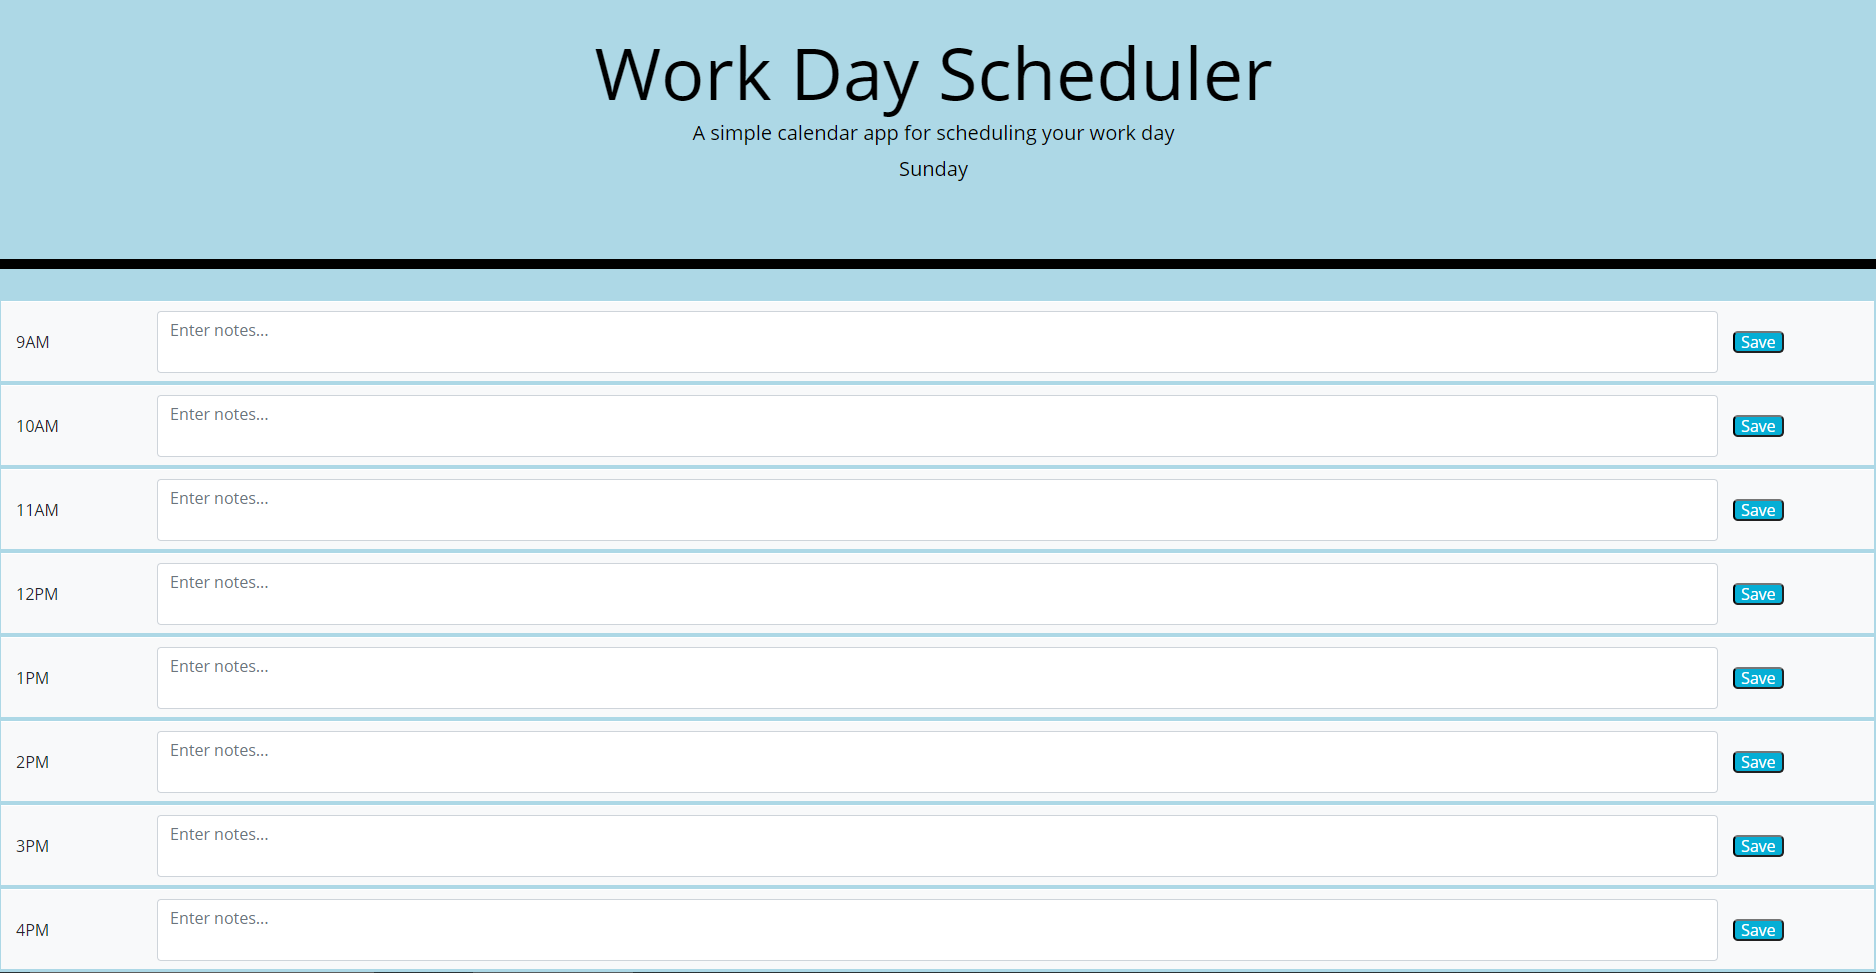 Work Day Scheduler
A simple calendar app for scheduling your work day
Sunday
9AM Enter notes... Save
10AM Enter notes... Save
11AM Enter notes... Save
12PM Enter notes... Save
1PM Enter notes... Save
2PM Enter notes... Save
3PM Enter notes... Save
4PM Enter notes... Save